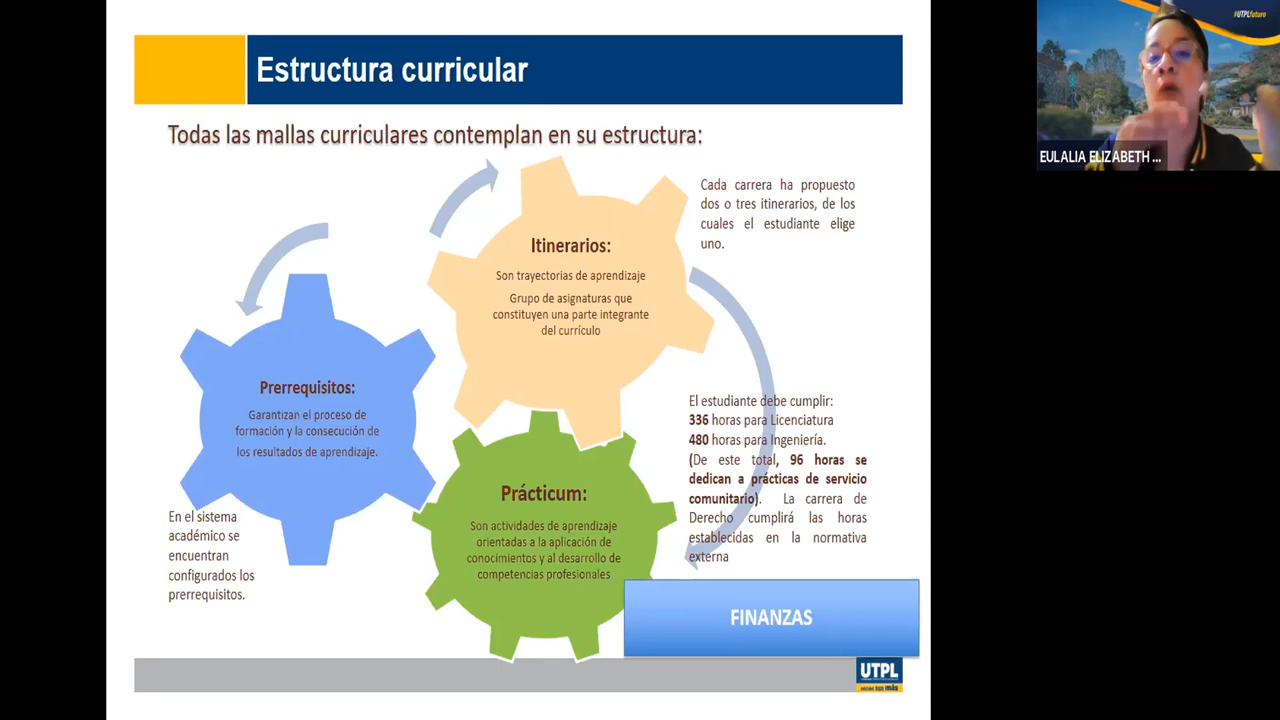 Estructura curricular
Todas las mallas curriculares contemplan en su estructura:
Itinerarios:
Son trayectorias de aprendizaje
Grupo de asignaturas que
constituyen una parte integrante
del currículo
Cada carrera ha propuesto
dos o tres itinerarios, de los
cuales el estudiante elige
uno.
Prerrequisitos:
Garantizan el proceso de
formación y la consecución de
los resultados de aprendizaje.
En el sistema
académico se
encuentran
configurados los
prerrequisitos.
Prácticum:
Son actividades de aprendizaje
orientadas a la aplicación de
conocimientos y al desarrollo de
competencias profesionales
El estudiante debe cumplir:
336 horas para Licenciatura
480 horas para Ingeniería.
(De este total, 96 horas se
dedican a prácticas de servicio
comunitario). La carrera de
Derecho cumplirá las horas
establecidas en la normativa
externa
FINANZAS
UTPL
#UTPLfuturo
EULALIA ELIZABETH ...